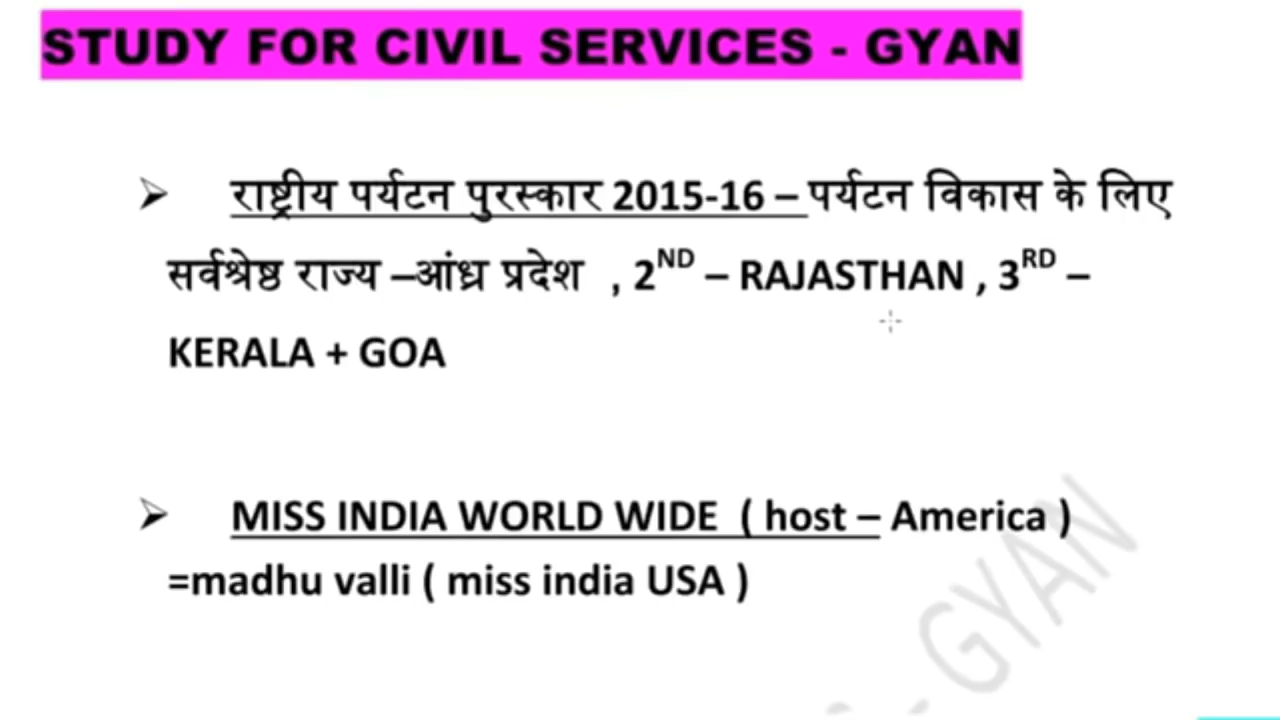 STUDY FOR CIVIL SERVICES - GYAN
➢ राष्ट्रीय पर्यटन पुरस्कार 2015-16 – पर्यटन विकास के लिए
सर्वश्रेष्ठ राज्य –आंध्र प्रदेश , 2ND – RAJASTHAN , 3RD –
KERALA + GOA
➢ MISS INDIA WORLD WIDE ( host – America )
=madhu valli ( miss india USA )
GYAN